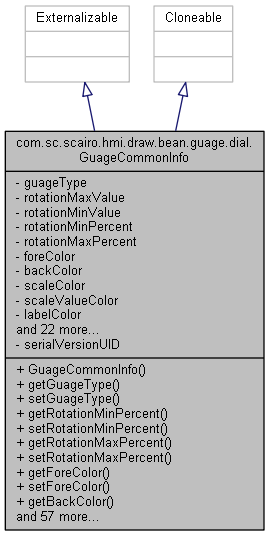 Externalizable
Cloneable
com.sc.scairo.hmi.draw.bean.guage.dial.
GuageCommonInfo
- guageType
- rotationMaxValue
- rotationMinValue
- rotationMinPercent
- rotationMaxPercent
- foreColor
- backColor
- scaleColor
- scaleValueColor
- labelColor
and 22 more...
- serialVersionUID
+ GuageCommonInfo()
+ getGuageType()
+ setGuageType()
+ getRotationMinPercent()
+ setRotationMinPercent()
+ getRotationMaxPercent()
+ setRotationMaxPercent()
+ getForeColor()
+ setForeColor()
+ getBackColor()
and 57 more...